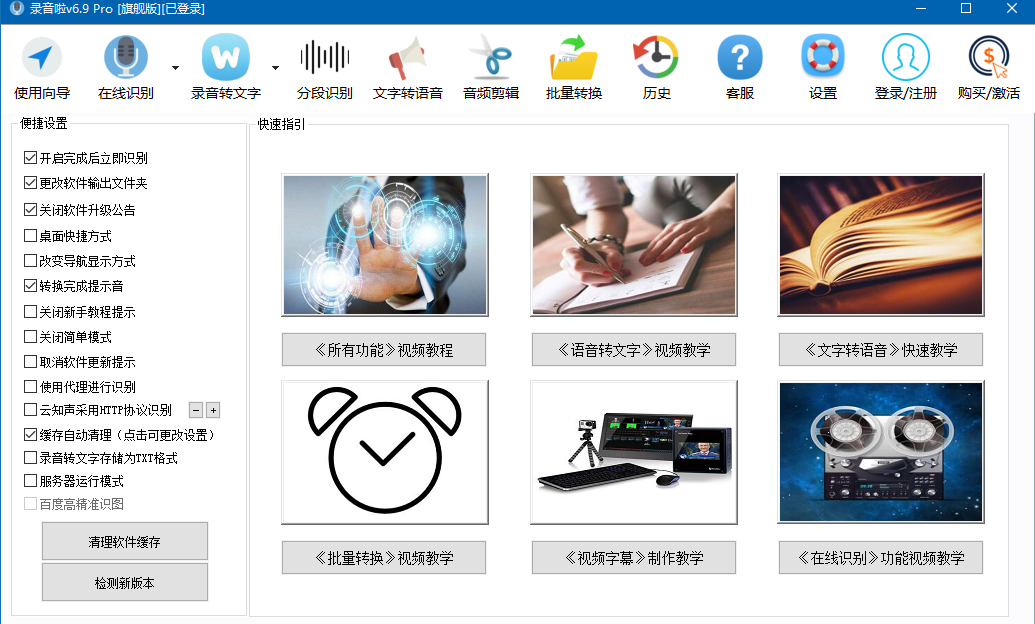 录音啦v6.9 Pro [旗舰版][已登录]
使用向导 在线识别 录音转文字 分段识别 文字转语音 音频剪辑 批量转换 历史 客服 设置 登录/注册 购买/激活
便捷设置
开启完成后立即识别
更改软件输出文件夹
关闭软件升级公告
桌面快捷方式
改变导航显示方式
转换完成提示音
关闭新手教程提示
关闭简单模式
取消软件更新提示
使用代理进行识别
云知声采用HTTP协议识别 - +
缓存自动清理（点击可更改设置）
录音转文字存储为TXT格式
服务器运行模式
百度高精准识图
清理软件缓存
检测新版本
快速指引
《所有功能》视频教程 《语音转文字》视频教学 《文字转语音》快速教学
《批量转换》视频教学 《视频字幕》制作教学 《在线识别》功能视频教学